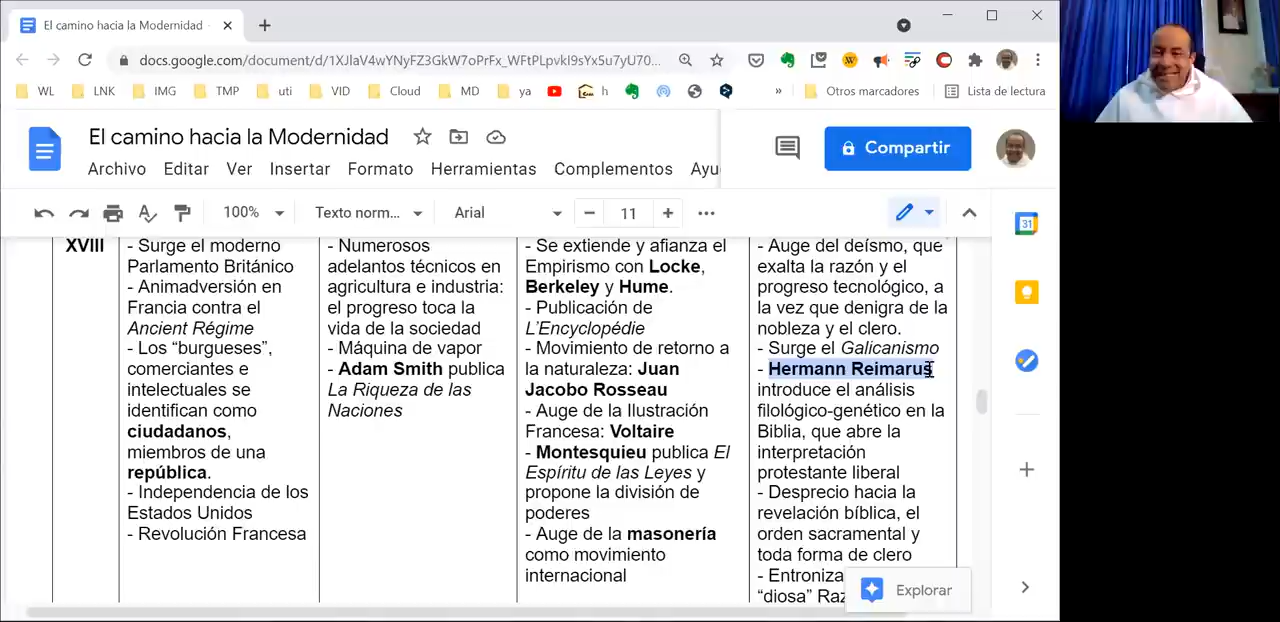 El camino hacia la Modernidad
docs.google.com/document/d/1XJlaV4wYNyFZ3GkW7oPrFx_WFtPLpvkI9sYx5u7yU70...
WL
LNK
IMG
TMP
uti
VID
Cloud
MD
ya
h
»
Otros marcadores
Lista de lectura
El camino hacia la Modernidad
Compartir
Archivo Editar Ver Insertar Formato Herramientas Complementos Ayu
100% Texto norm... Arial 11
31
XVIII
- Surge el moderno
Parlamento Británico
- Animadversión en
Francia contra el
Ancient Régime
- Los “burgueses”,
comerciantes e
intelectuales se
identifican como
ciudadanos,
miembros de una
república.
- Independencia de los
Estados Unidos
- Revolución Francesa
- Numerosos
adelantos técnicos en
agricultura e industria:
el progreso toca la
vida de la sociedad
- Máquina de vapor
- Adam Smith publica
La Riqueza de las
Naciones
- Se extiende y afianza el
Empirismo con Locke,
Berkeley y Hume.
- Publicación de
L’Encyclopédie
- Movimiento de retorno a
la naturaleza: Juan
Jacobo Rosseau
- Auge de la Ilustración
Francesa: Voltaire
- Montesquieu publica El
Espíritu de las Leyes y
propone la división de
poderes
- Auge de la masonería
como movimiento
internacional
- Auge del deísmo, que
exalta la razón y el
progreso tecnológico, a
la vez que denigra de la
nobleza y el clero.
- Surge el Galicanismo
- Hermann Reimarus
introduce el análisis
filológico-genético en la
Biblia, que abre la
interpretación
protestante liberal
- Desprecio hacia la
revelación bíblica, el
orden sacramental y
toda forma de clero
- Entroniza
“diosa” Raz
Explorar